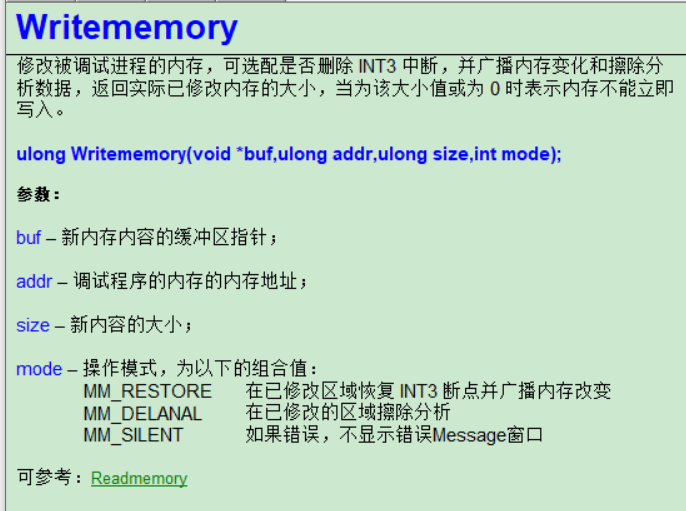 Writememory
修改被调试进程的内存，可选配是否删除 INT3 中断，并广播内存变化和擦除分
析数据，返回实际已修改内存的大小，当为该大小值或为 0 时表示内存不能立即
写入。
ulong Writememory(void *buf,ulong addr,ulong size,int mode);
参数：
buf – 新内存内容的缓冲区指针；
addr – 调试程序的内存的内存地址；
size – 新内容的大小；
mode – 操作模式，为以下的组合值：
MM_RESTORE 在已修改区域恢复 INT3 断点并广播内存改变
MM_DELANAL 在已修改的区域擦除分析
MM_SILENT 如果错误，不显示错误Message窗口
可参考：Readmemory